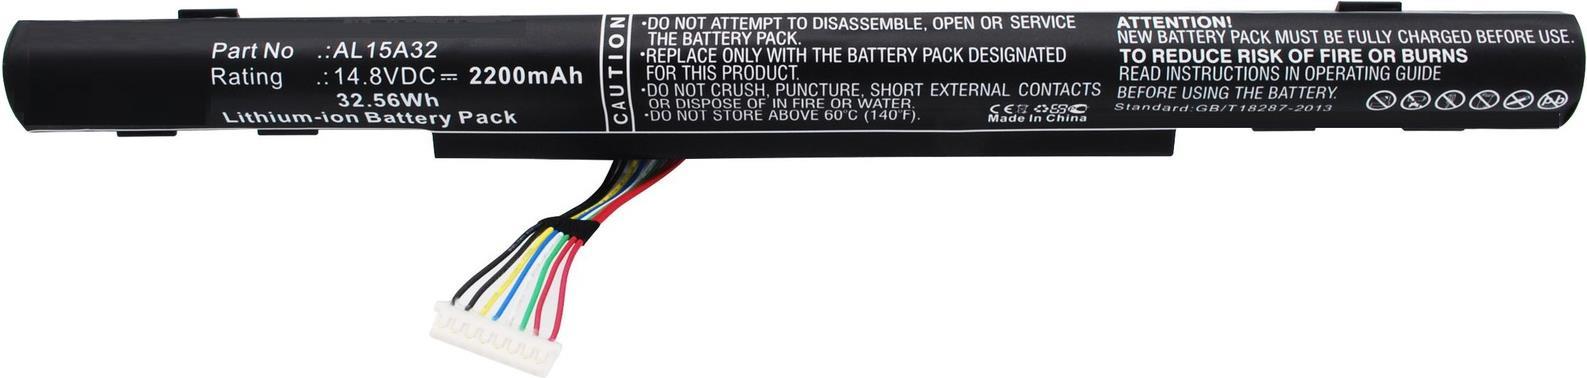 Part No .:AL15A32
Rating .:14.8VDC⎓ 2200mAh
32.56Wh
Lithium-ion Battery Pack
CAUTION
•DO NOT ATTEMPT TO DISASSEMBLE, OPEN OR SERVICE
THE BATTERY PACK.
•REPLACE ONLY WITH THE BATTERY PACK DESIGNATED
FOR THIS PRODUCT.
•DO NOT CRUSH, PUNCTURE, SHORT EXTERNAL CONTACTS
OR DISPOSE OF IN FIRE OR WATER.
•DO NOT STORE ABOVE 60°C (140°F).
CE
Made In China
ATTENTION!
NEW BATTERY PACK MUST BE FULLY CHARGED BEFORE USE.
TO REDUCE RISK OF FIRE OR BURNS
READ INSTRUCTIONS IN OPERATING GUIDE
BEFORE USING THE BATTERY.
Standard:GB/T18287-2013